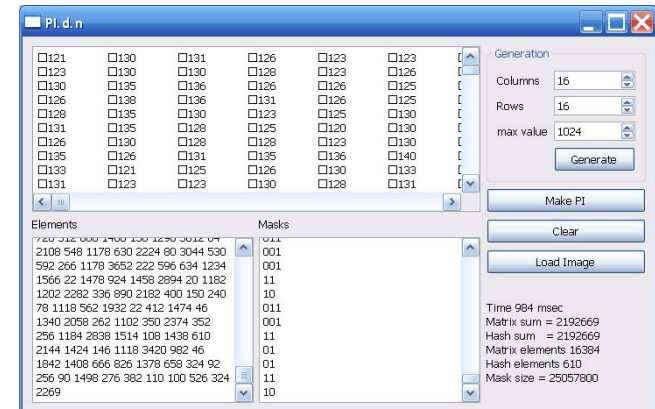 PI. d. n
□121 □130 □131 □126 □123 □123
□123 □130 □130 □128 □123 □126
□130 □135 □136 □126 □126 □125
□126 □138 □136 □131 □126 □125
□128 □135 □130 □123 □125 □130
□131 □135 □128 □125 □120 □130
□126 □130 □128 □123 □128 □130
□135 □126 □131 □135 □136 □140
□133 □121 □125 □126 □130 □133
□131 □123 □123 □130 □128 □131
Generation
Columns 16
Rows 16
max value 1024
Generate
Make PI
Clear
Load Image
Elements
2108 548 1178 630 2224 80 3044 530
592 266 1178 3652 222 596 634 1234
1566 22 1478 924 1458 2894 20 1182
1202 2282 336 890 2182 400 150 240
78 1118 562 1932 22 412 1474 46
1340 2058 262 1102 350 2374 352
256 1184 2838 1514 108 1438 610
2144 1424 146 1118 3420 982 46
1842 1408 666 826 1378 658 324 92
256 90 1498 276 382 110 100 526 324
2269
Masks
011
001
001
11
10
011
001
11
01
01
11
10
Time 984 msec
Matrix sum = 2192669
Hash sum = 2192669
Matrix elements 16384
Hash elements 610
Mask size = 25057800